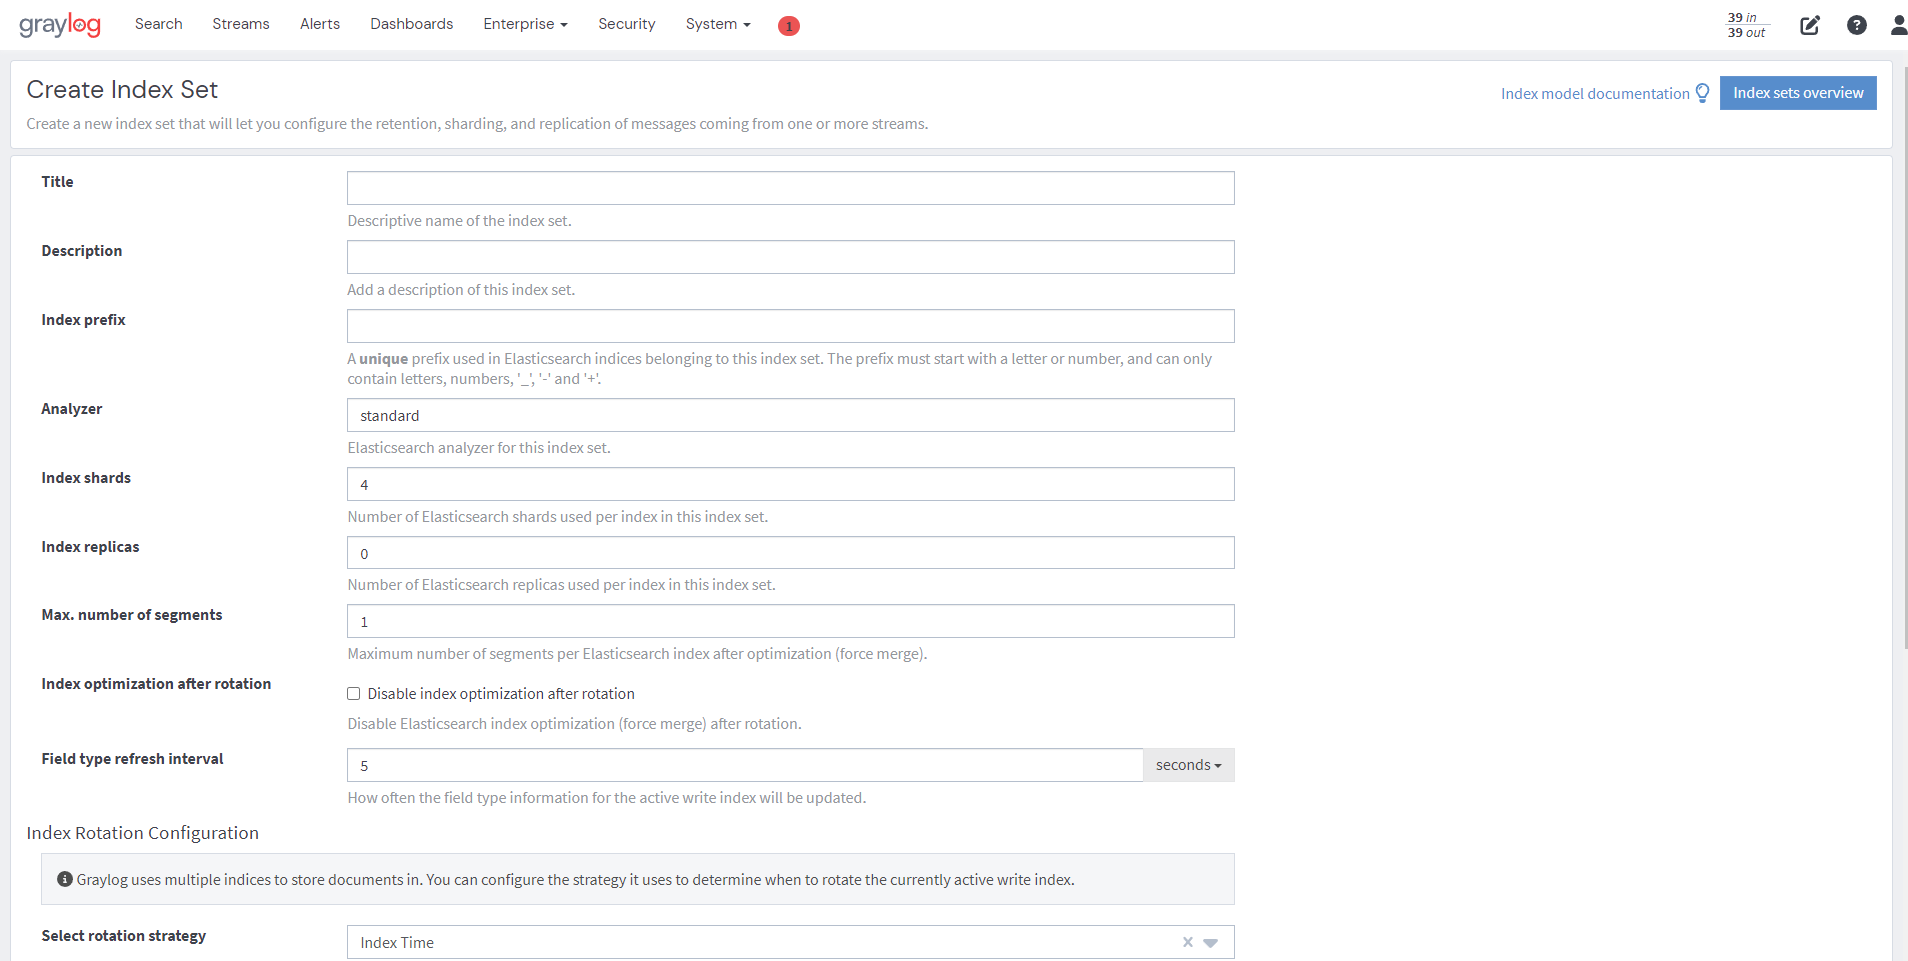 graylog Search Streams Alerts Dashboards Enterprise Security System 1 39 in
39 out
Create Index Set
Index model documentation Index sets overview
Create a new index set that will let you configure the retention, sharding, and replication of messages coming from one or more streams.
Title
Descriptive name of the index set.
Description
Add a description of this index set.
Index prefix
A unique prefix used in Elasticsearch indices belonging to this index set. The prefix must start with a letter or number, and can only
contain letters, numbers, '_', '-' and '+'.
Analyzer standard
Elasticsearch analyzer for this index set.
Index shards 4
Number of Elasticsearch shards used per index in this index set.
Index replicas 0
Number of Elasticsearch replicas used per index in this index set.
Max. number of segments 1
Maximum number of segments per Elasticsearch index after optimization (force merge).
Index optimization after rotation Disable index optimization after rotation
Disable Elasticsearch index optimization (force merge) after rotation.
Field type refresh interval 5 seconds
How often the field type information for the active write index will be updated.
Index Rotation Configuration
Graylog uses multiple indices to store documents in. You can configure the strategy it uses to determine when to rotate the currently active write index.
Select rotation strategy Index Time